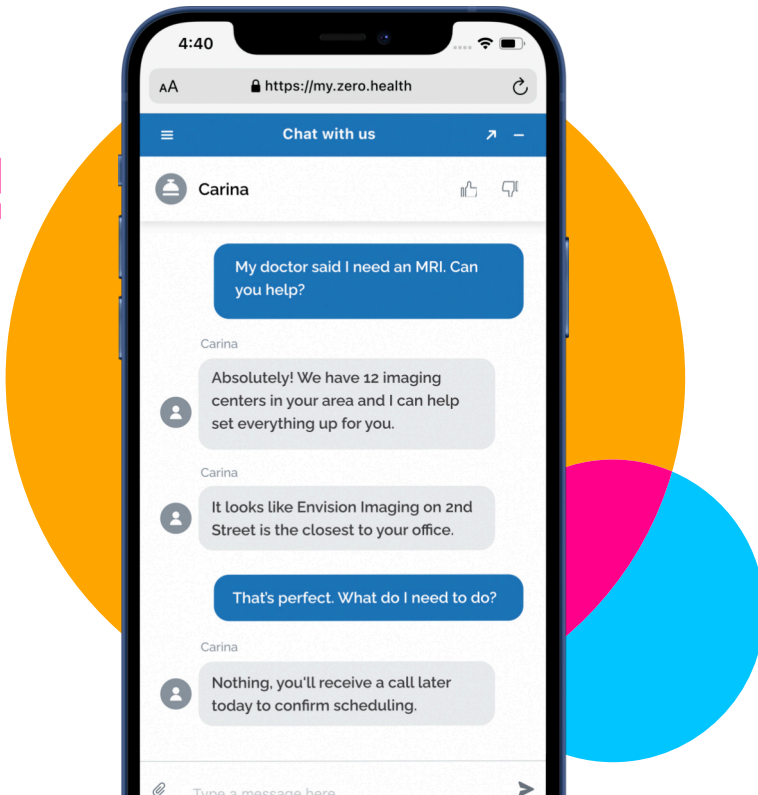 4:40
AA https://my.zero.health
Chat with us
Carina
My doctor said I need an MRI. Can
you help?
Carina
Absolutely! We have 12 imaging
centers in your area and I can help
set everything up for you.
Carina
It looks like Envision Imaging on 2nd
Street is the closest to your office.
That's perfect. What do I need to do?
Carina
Nothing, you'll receive a call later
today to confirm scheduling.
Type a message here